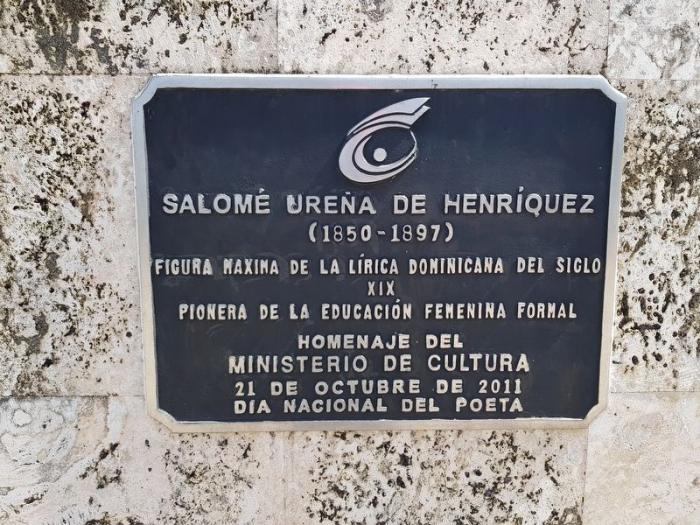 SALOMÉ UREÑA DE HENRÍQUEZ
(1850-1897)
FIGURA MAXIMA DE LA LÍRICA DOMINICANA DEL SIGLO
XIX
PIONERA DE LA EDUCACIÓN FEMENINA FORMAL
HOMENAJE DEL
MINISTERIO DE CULTURA
21 DE OCTUBRE DE 2011
DIA NACIONAL DEL POETA